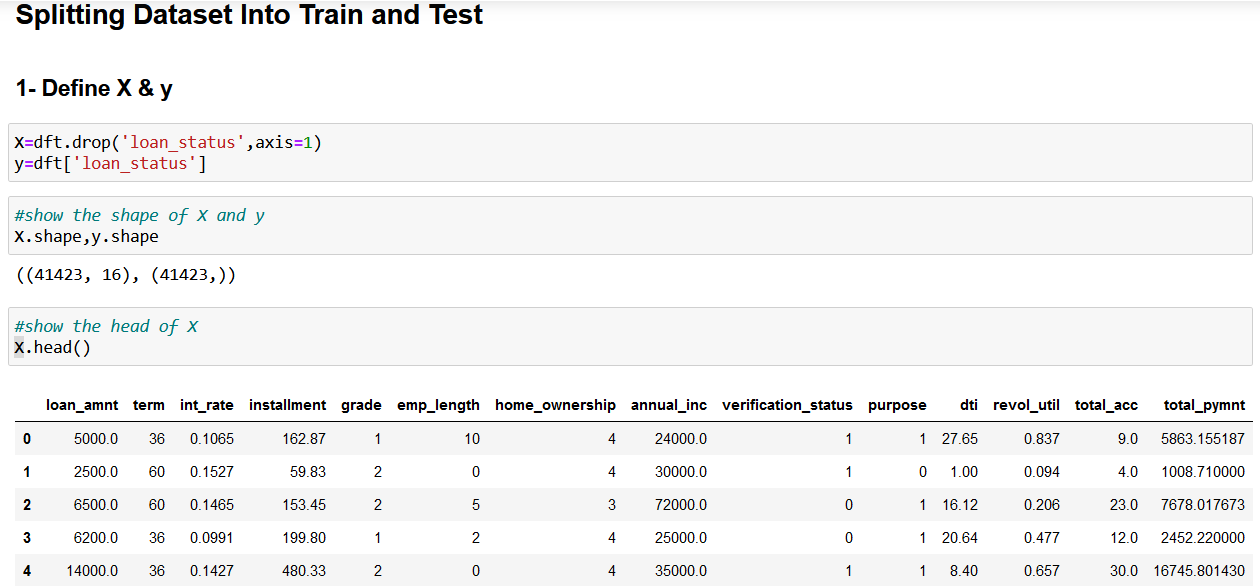 Splitting Dataset Into Train and Test
1- Define X & y
X=dft.drop('loan_status',axis=1)
y=dft['loan_status']
#show the shape of X and y
X.shape,y.shape
((41423, 16), (41423,))
#show the head of X
X.head()
loan_amnt term int_rate installment grade emp_length home_ownership annual_inc verification_status purpose dti revol_util total_acc total_pymnt
0 5000.0 36 0.1065 162.87 1 10 4 24000.0 1 1 27.65 0.837 9.0 5863.155187
1 2500.0 60 0.1527 59.83 2 0 4 30000.0 1 0 1.00 0.094 4.0 1008.710000
2 6500.0 60 0.1465 153.45 2 5 3 72000.0 0 1 16.12 0.206 23.0 7678.017673
3 6200.0 36 0.0991 199.80 1 2 4 25000.0 0 1 20.64 0.477 12.0 2452.220000
4 14000.0 36 0.1427 480.33 2 0 4 35000.0 1 1 8.40 0.657 30.0 16745.801430